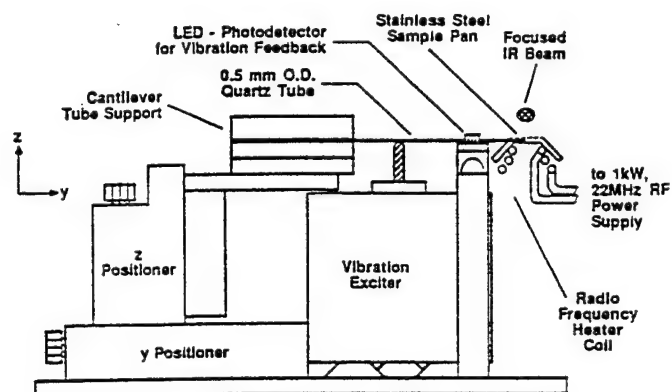 LED - Photodetector
for Vibration Feedback
Stainless Steel
Sample Pan
Focused
IR Beam
0.5 mm O.D.
Quartz Tube
Cantilever
Tube Support
z
y
to 1kW,
22MHz RF
Power
Supply
z
Positioner
Vibration
Exciter
Radio
Frequency
Heater
Coil
y Positioner